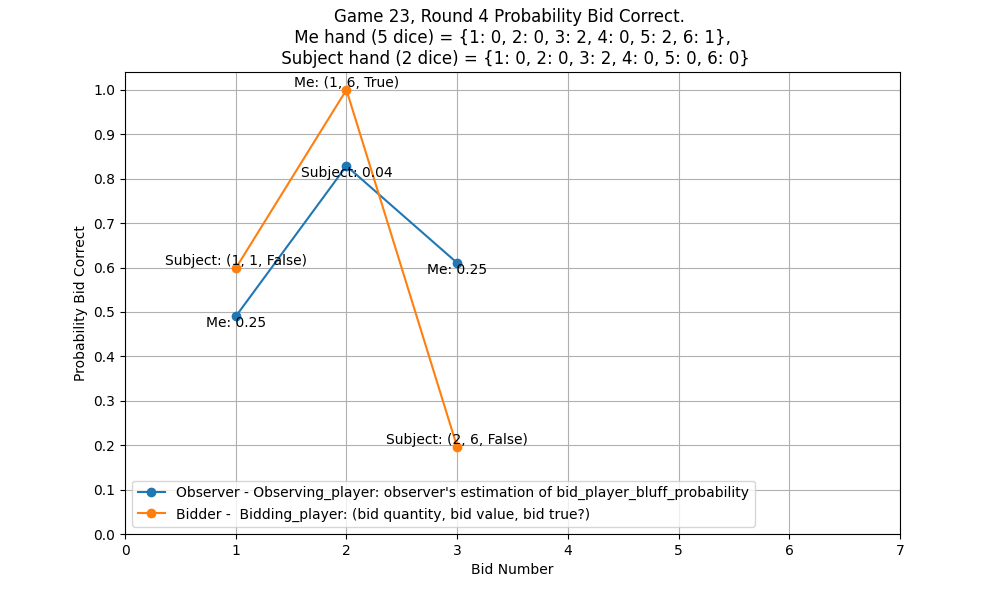 Game 23, Round 4 Probability Bid Correct.
Me hand (5 dice) = {1: 0, 2: 0, 3: 2, 4: 0, 5: 2, 6: 1},
Subject hand (2 dice) = {1: 0, 2: 0, 3: 2, 4: 0, 5: 0, 6: 0}
Me: (1, 6, True)
Subject: 0.04
Subject: (1, 1, False)
Me: 0.25
Me: 0.25
Subject: (2, 6, False)
Probability Bid Correct
1.0
0.9
0.8
0.7
0.6
0.5
0.4
0.3
0.2
0.1
0.0
Observer - Observing_player: observer's estimation of bid_player_bluff_probability
Bidder -  Bidding_player: (bid quantity, bid value, bid true?)
0 1 2 3 4 5 6 7
Bid Number